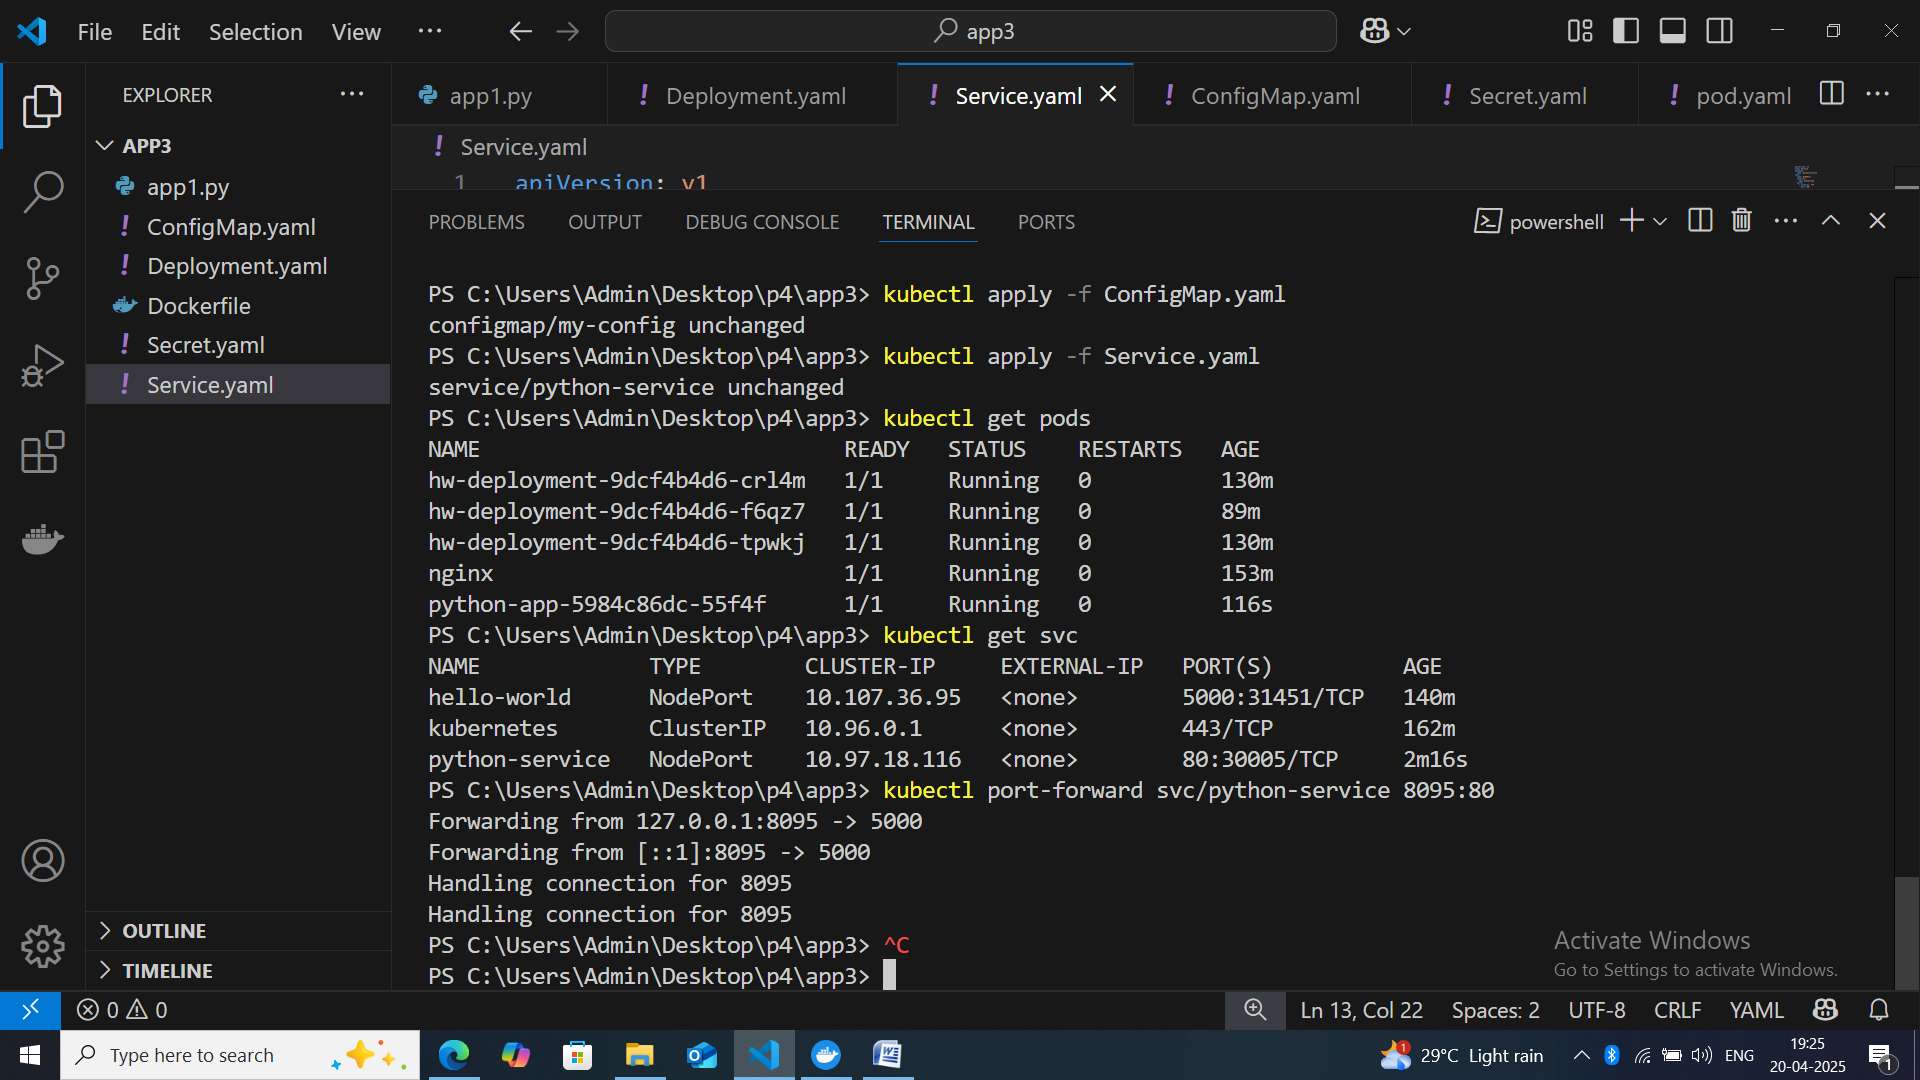 File Edit Selection View ··· app3
EXPLORER ···
APP3
app1.py
ConfigMap.yaml
Deployment.yaml
Dockerfile
Secret.yaml
Service.yaml
OUTLINE
TIMELINE
app1.py ! Deployment.yaml ! Service.yaml ! ConfigMap.yaml ! Secret.yaml ! pod.yaml ···
! Service.yaml
1 apiVersion: v1
PROBLEMS OUTPUT DEBUG CONSOLE TERMINAL PORTS powershell ···
PS C:\Users\Admin\Desktop\p4\app3> kubectl apply -f ConfigMap.yaml
configmap/my-config unchanged
PS C:\Users\Admin\Desktop\p4\app3> kubectl apply -f Service.yaml
service/python-service unchanged
PS C:\Users\Admin\Desktop\p4\app3> kubectl get pods
NAME READY STATUS RESTARTS AGE
hw-deployment-9dcf4b4d6-crl4m 1/1 Running 0 130m
hw-deployment-9dcf4b4d6-f6qz7 1/1 Running 0 89m
hw-deployment-9dcf4b4d6-tpwkj 1/1 Running 0 130m
nginx 1/1 Running 0 153m
python-app-5984c86dc-55f4f 1/1 Running 0 116s
PS C:\Users\Admin\Desktop\p4\app3> kubectl get svc
NAME TYPE CLUSTER-IP EXTERNAL-IP PORT(S) AGE
hello-world NodePort 10.107.36.95 <none> 5000:31451/TCP 140m
kubernetes ClusterIP 10.96.0.1 <none> 443/TCP 162m
python-service NodePort 10.97.18.116 <none> 80:30005/TCP 2m16s
PS C:\Users\Admin\Desktop\p4\app3> kubectl port-forward svc/python-service 8095:80
Forwarding from 127.0.0.1:8095 -> 5000
Forwarding from [::1]:8095 -> 5000
Handling connection for 8095
Handling connection for 8095
PS C:\Users\Admin\Desktop\p4\app3> ^C
PS C:\Users\Admin\Desktop\p4\app3>
Activate Windows
Go to Settings to activate Windows.
0 0 Ln 13, Col 22 Spaces: 2 UTF-8 CRLF YAML
Type here to search 1 29°C Light rain ENG 19:25
20-04-2025 1